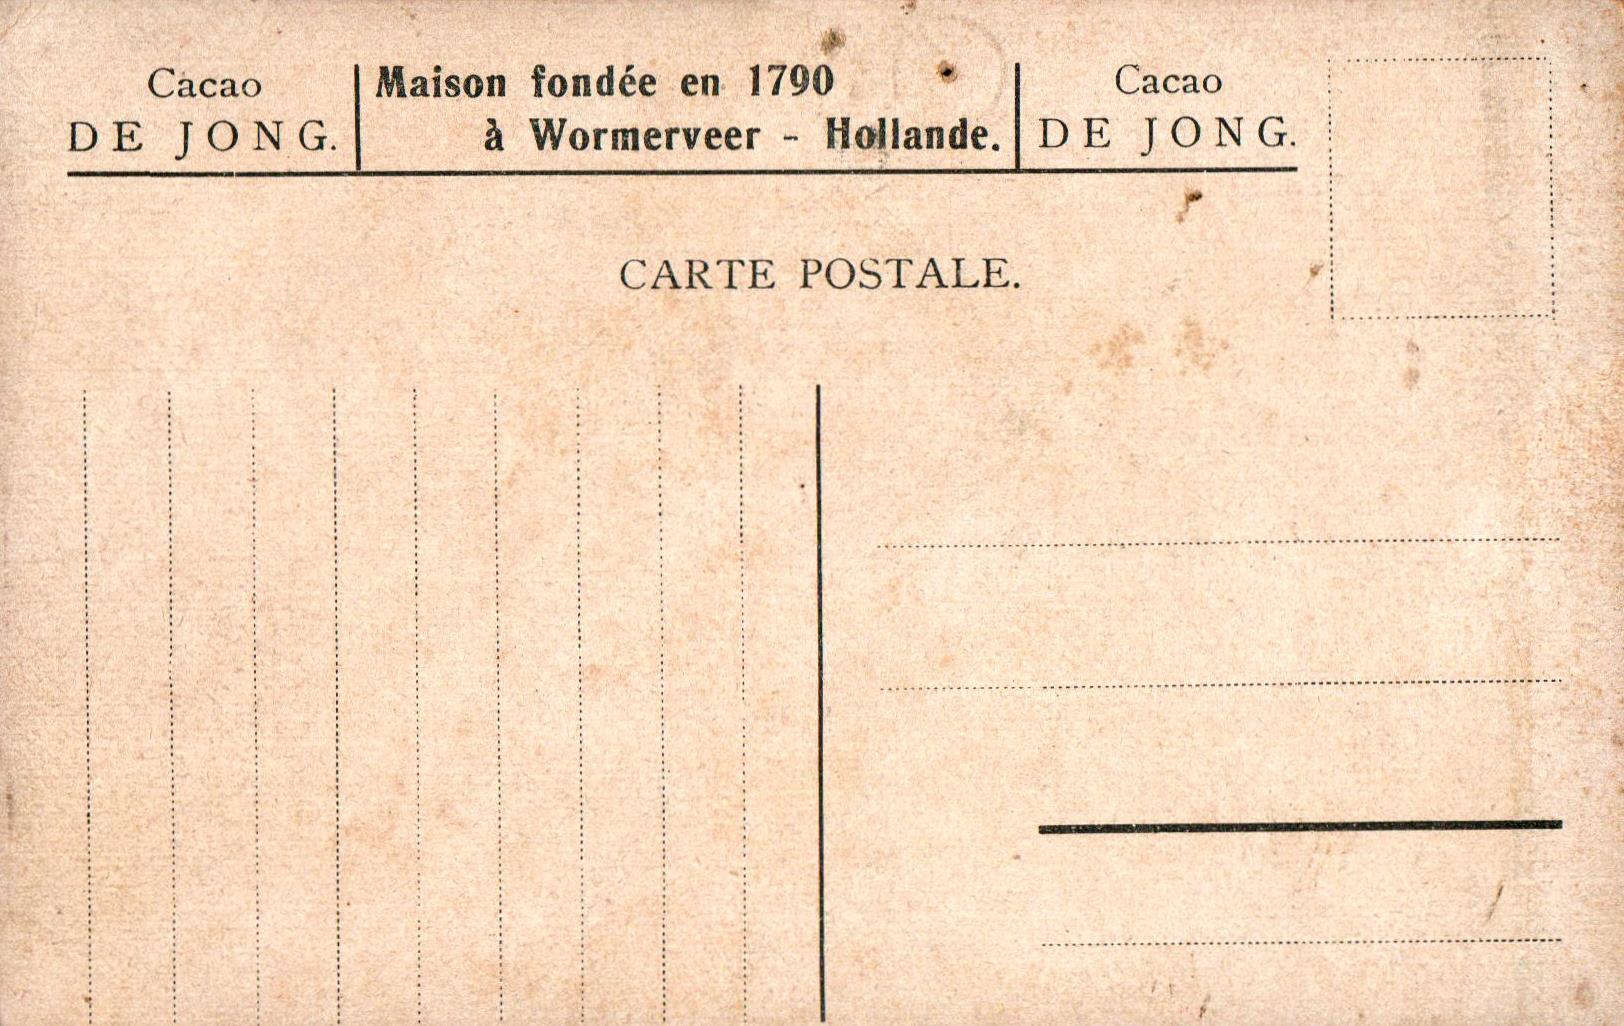 Cacao
DE JONG.
Maison fondée en 1790
à Wormerveer - Hollande.
Cacao
DE JONG.
CARTE POSTALE.